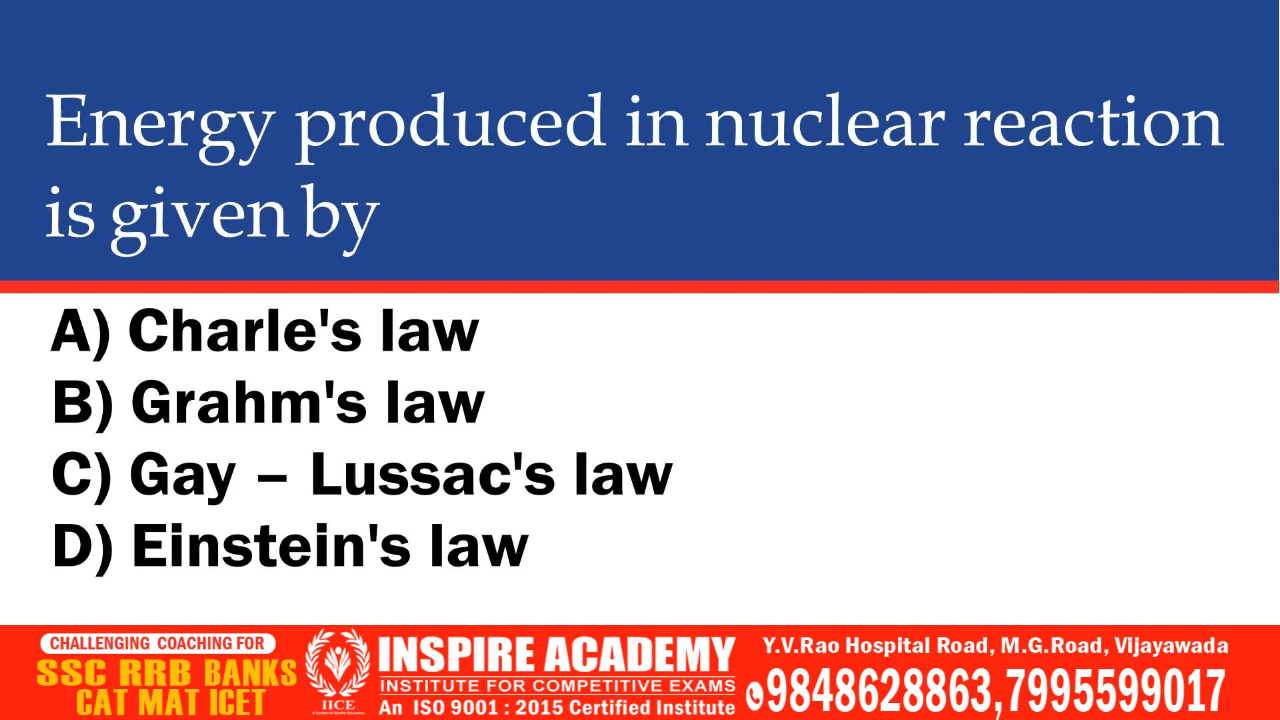 Energy produced in nuclear reaction
is given by
A) Charle's law
B) Grahm's law
C) Gay – Lussac's law
D) Einstein's law
CHALLENGING COACHING FOR
SSC RRB BANKS
CAT MAT ICET
IICE
INSPIRE ACADEMY
INSTITUTE FOR COMPETITIVE EXAMS
An ISO 9001 : 2015 Certified Institute
Y.V.Rao Hospital Road, M.G.Road, Vijayawada
9848628863,7995599017